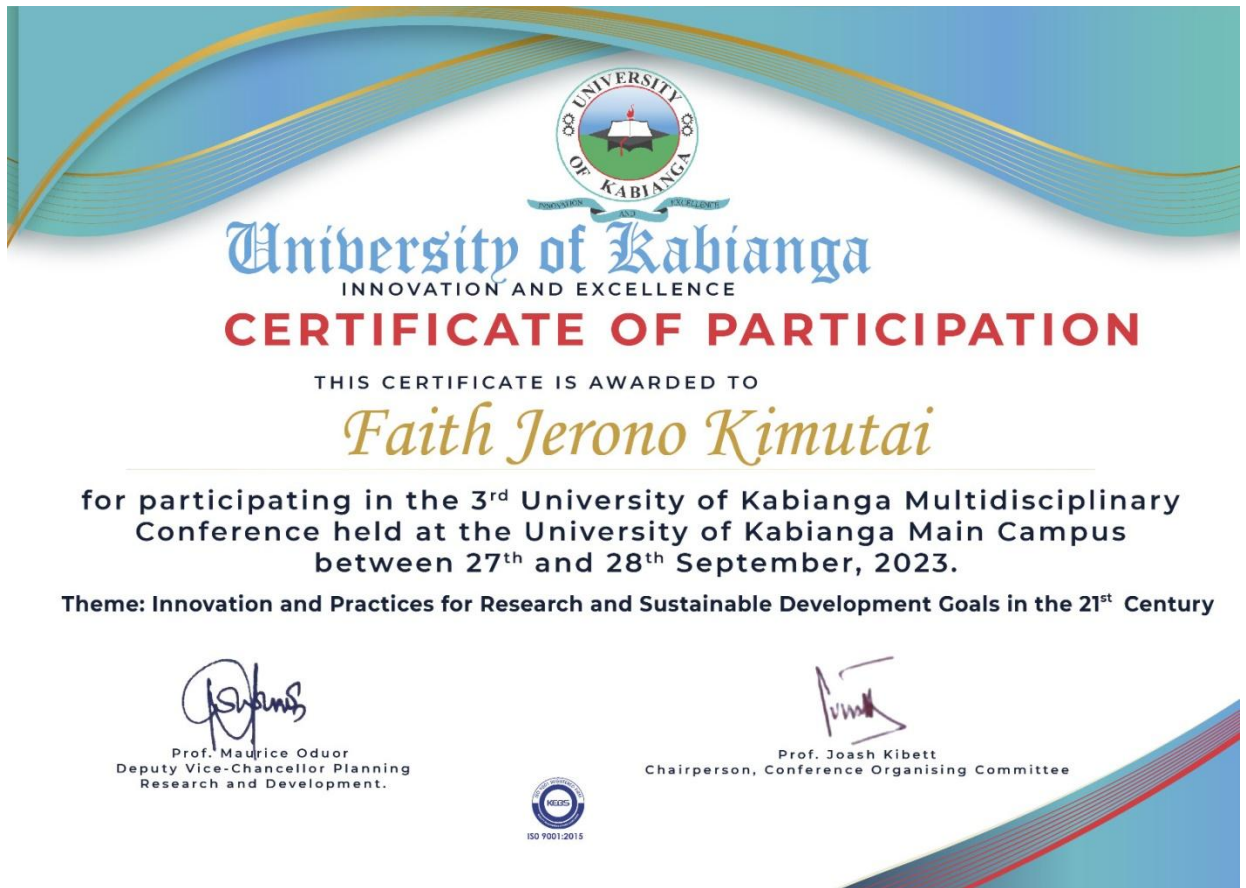 UNIVERSITY OF KABIANGA
INNOVATION AND EXCELLENCE
University of Kabianga
INNOVATION AND EXCELLENCE
CERTIFICATE OF PARTICIPATION
THIS CERTIFICATE IS AWARDED TO
Faith Jerono Kimutai
for participating in the 3rd University of Kabianga Multidisciplinary
Conference held at the University of Kabianga Main Campus
between 27th and 28th September, 2023.
Theme: Innovation and Practices for Research and Sustainable Development Goals in the 21st Century
Prof. Maurice Oduor
Deputy Vice-Chancellor Planning
Research and Development.
Prof. Joash Kibett
Chairperson, Conference Organising Committee
KEBS
ISO 9001:2015